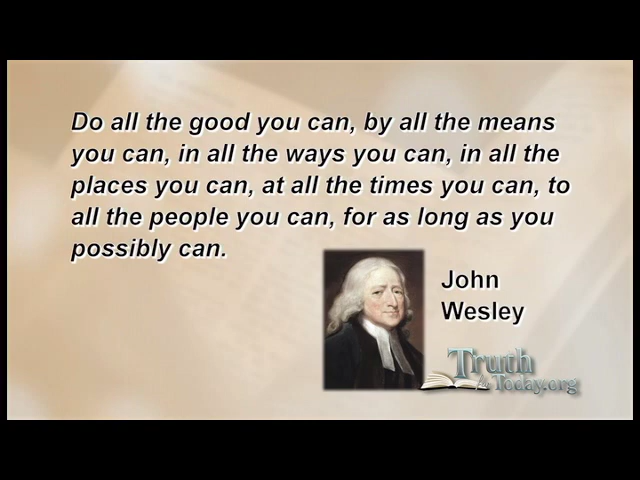 Do all the good you can, by all the means
you can, in all the ways you can, in all the
places you can, at all the times you can, to
all the people you can, for as long as you
possibly can.
John
Wesley
Truth
for Today.org